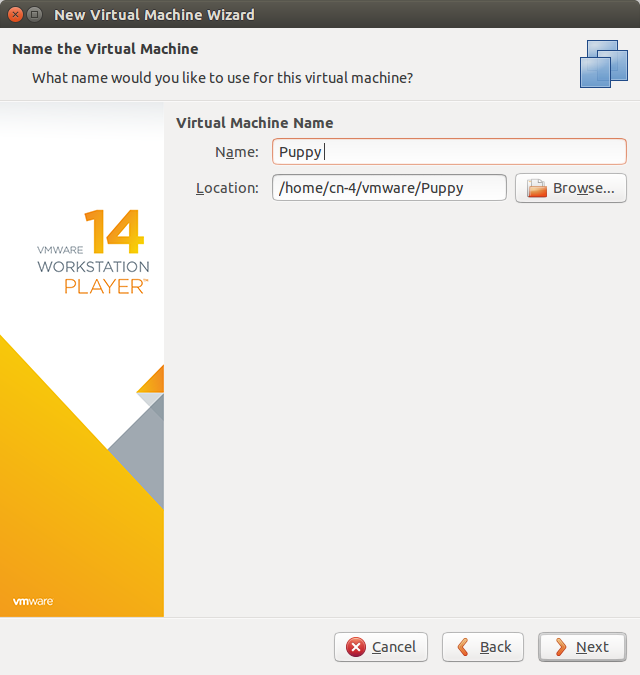 New Virtual Machine Wizard
Name the Virtual Machine
What name would you like to use for this virtual machine?
Virtual Machine Name
Name: Puppy
Location: /home/cn-4/vmware/Puppy Browse...
VMWARE 14
WORKSTATION
PLAYER™
vmware
Cancel Back Next